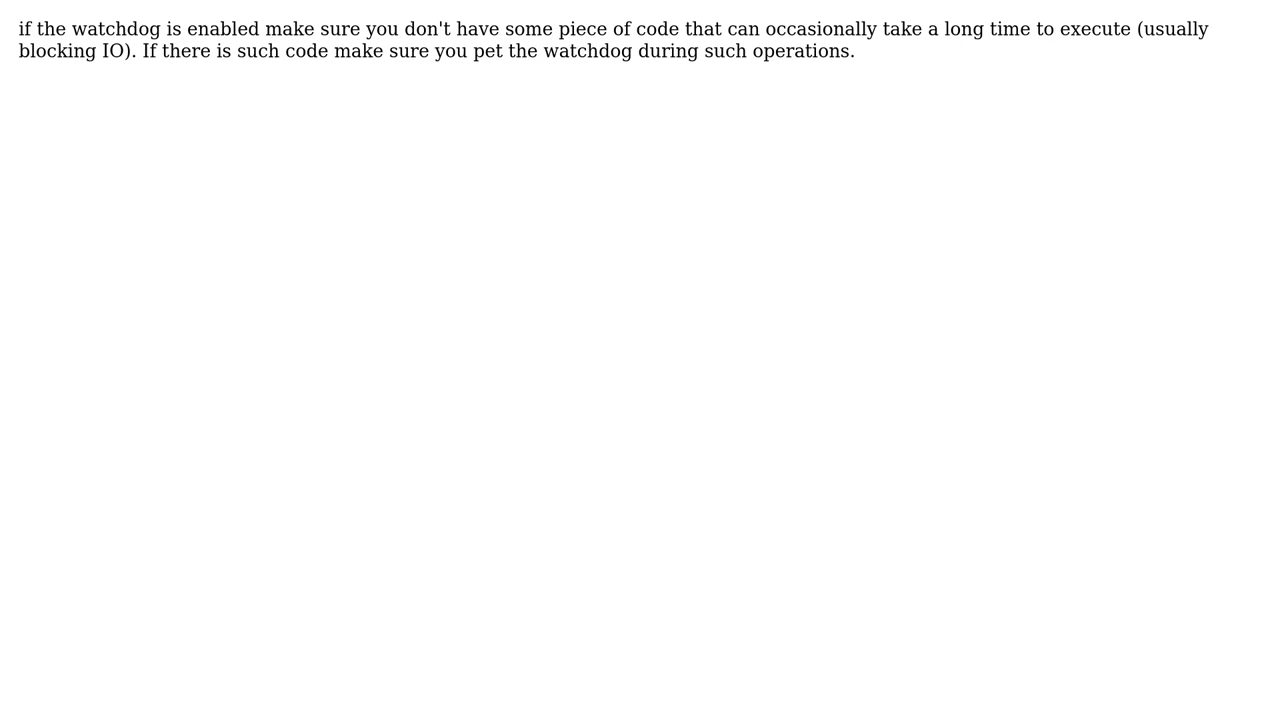 if the watchdog is enabled make sure you don't have some piece of code that can occasionally take a long time to execute (usually
blocking IO). If there is such code make sure you pet the watchdog during such operations.